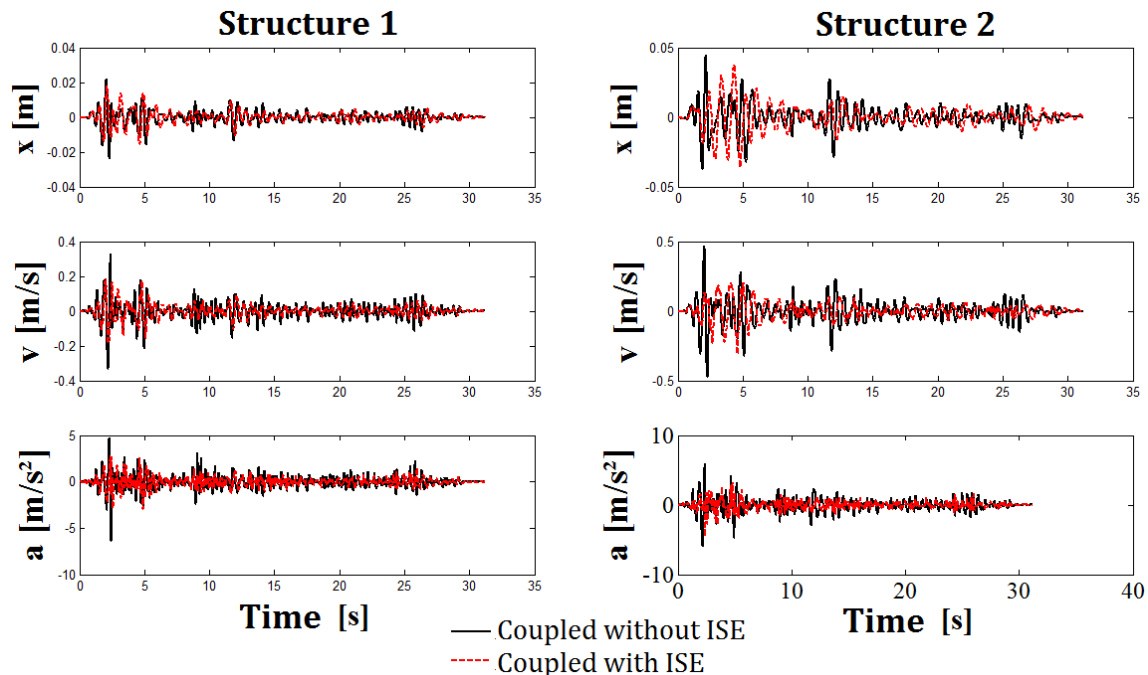 Structure 1
Structure 2
0.04
0.02
0
-0.02
-0.04
x [m]
0 5 10 15 20 25 30 35
0.05
0
-0.05
x [m]
0 5 10 15 20 25 30 35
0.4
0.2
0
-0.2
-0.4
v [m/s]
0 5 10 15 20 25 30 35
0.5
0
-0.5
v [m/s]
0 5 10 15 20 25 30 35
5
0
-5
-10
a [m/s²]
0 5 10 15 20 25 30 35
Time [s]
10
0
-10
a [m/s²]
0 10 20 30 40
Time [s]
Coupled without ISE
Coupled with ISE